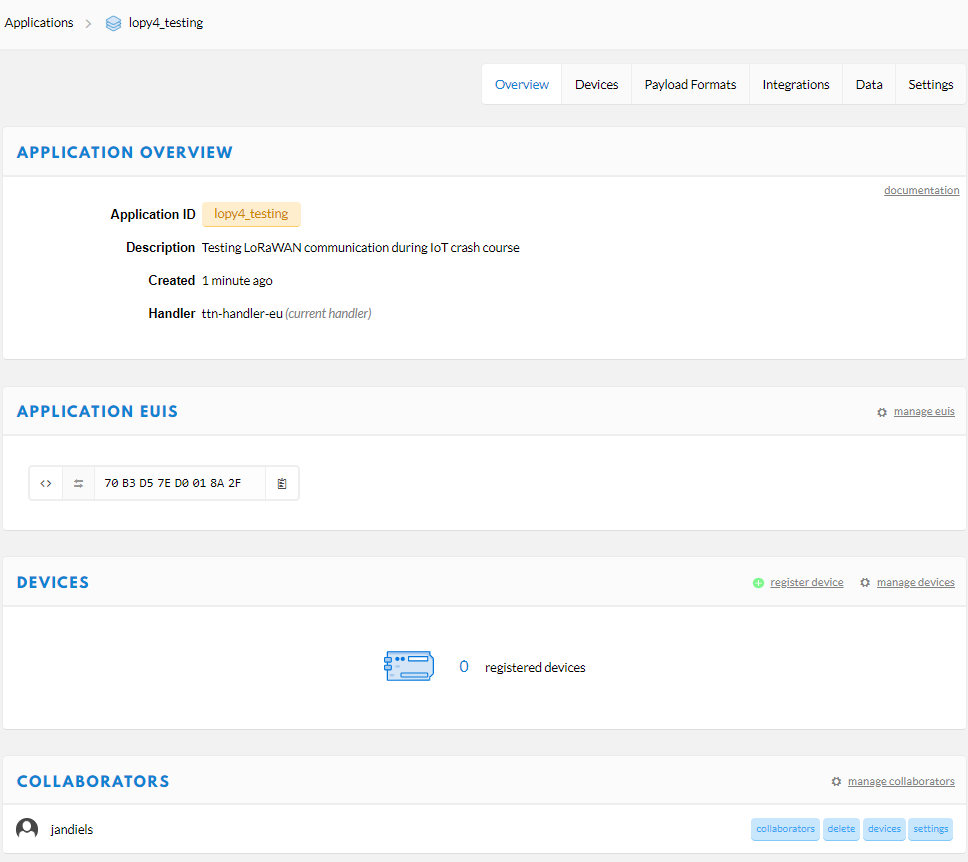 Applications > lopy4_testing
Overview Devices Payload Formats Integrations Data Settings
APPLICATION OVERVIEW
documentation
Application ID lopy4_testing
Description Testing LoRaWAN communication during IoT crash course
Created 1 minute ago
Handler ttn-handler-eu (current handler)
APPLICATION EUIS manage euis
<> 70 B3 D5 7E D0 01 8A 2F
DEVICES register device manage devices
0 registered devices
COLLABORATORS manage collaborators
jandiels collaborators delete devices settings